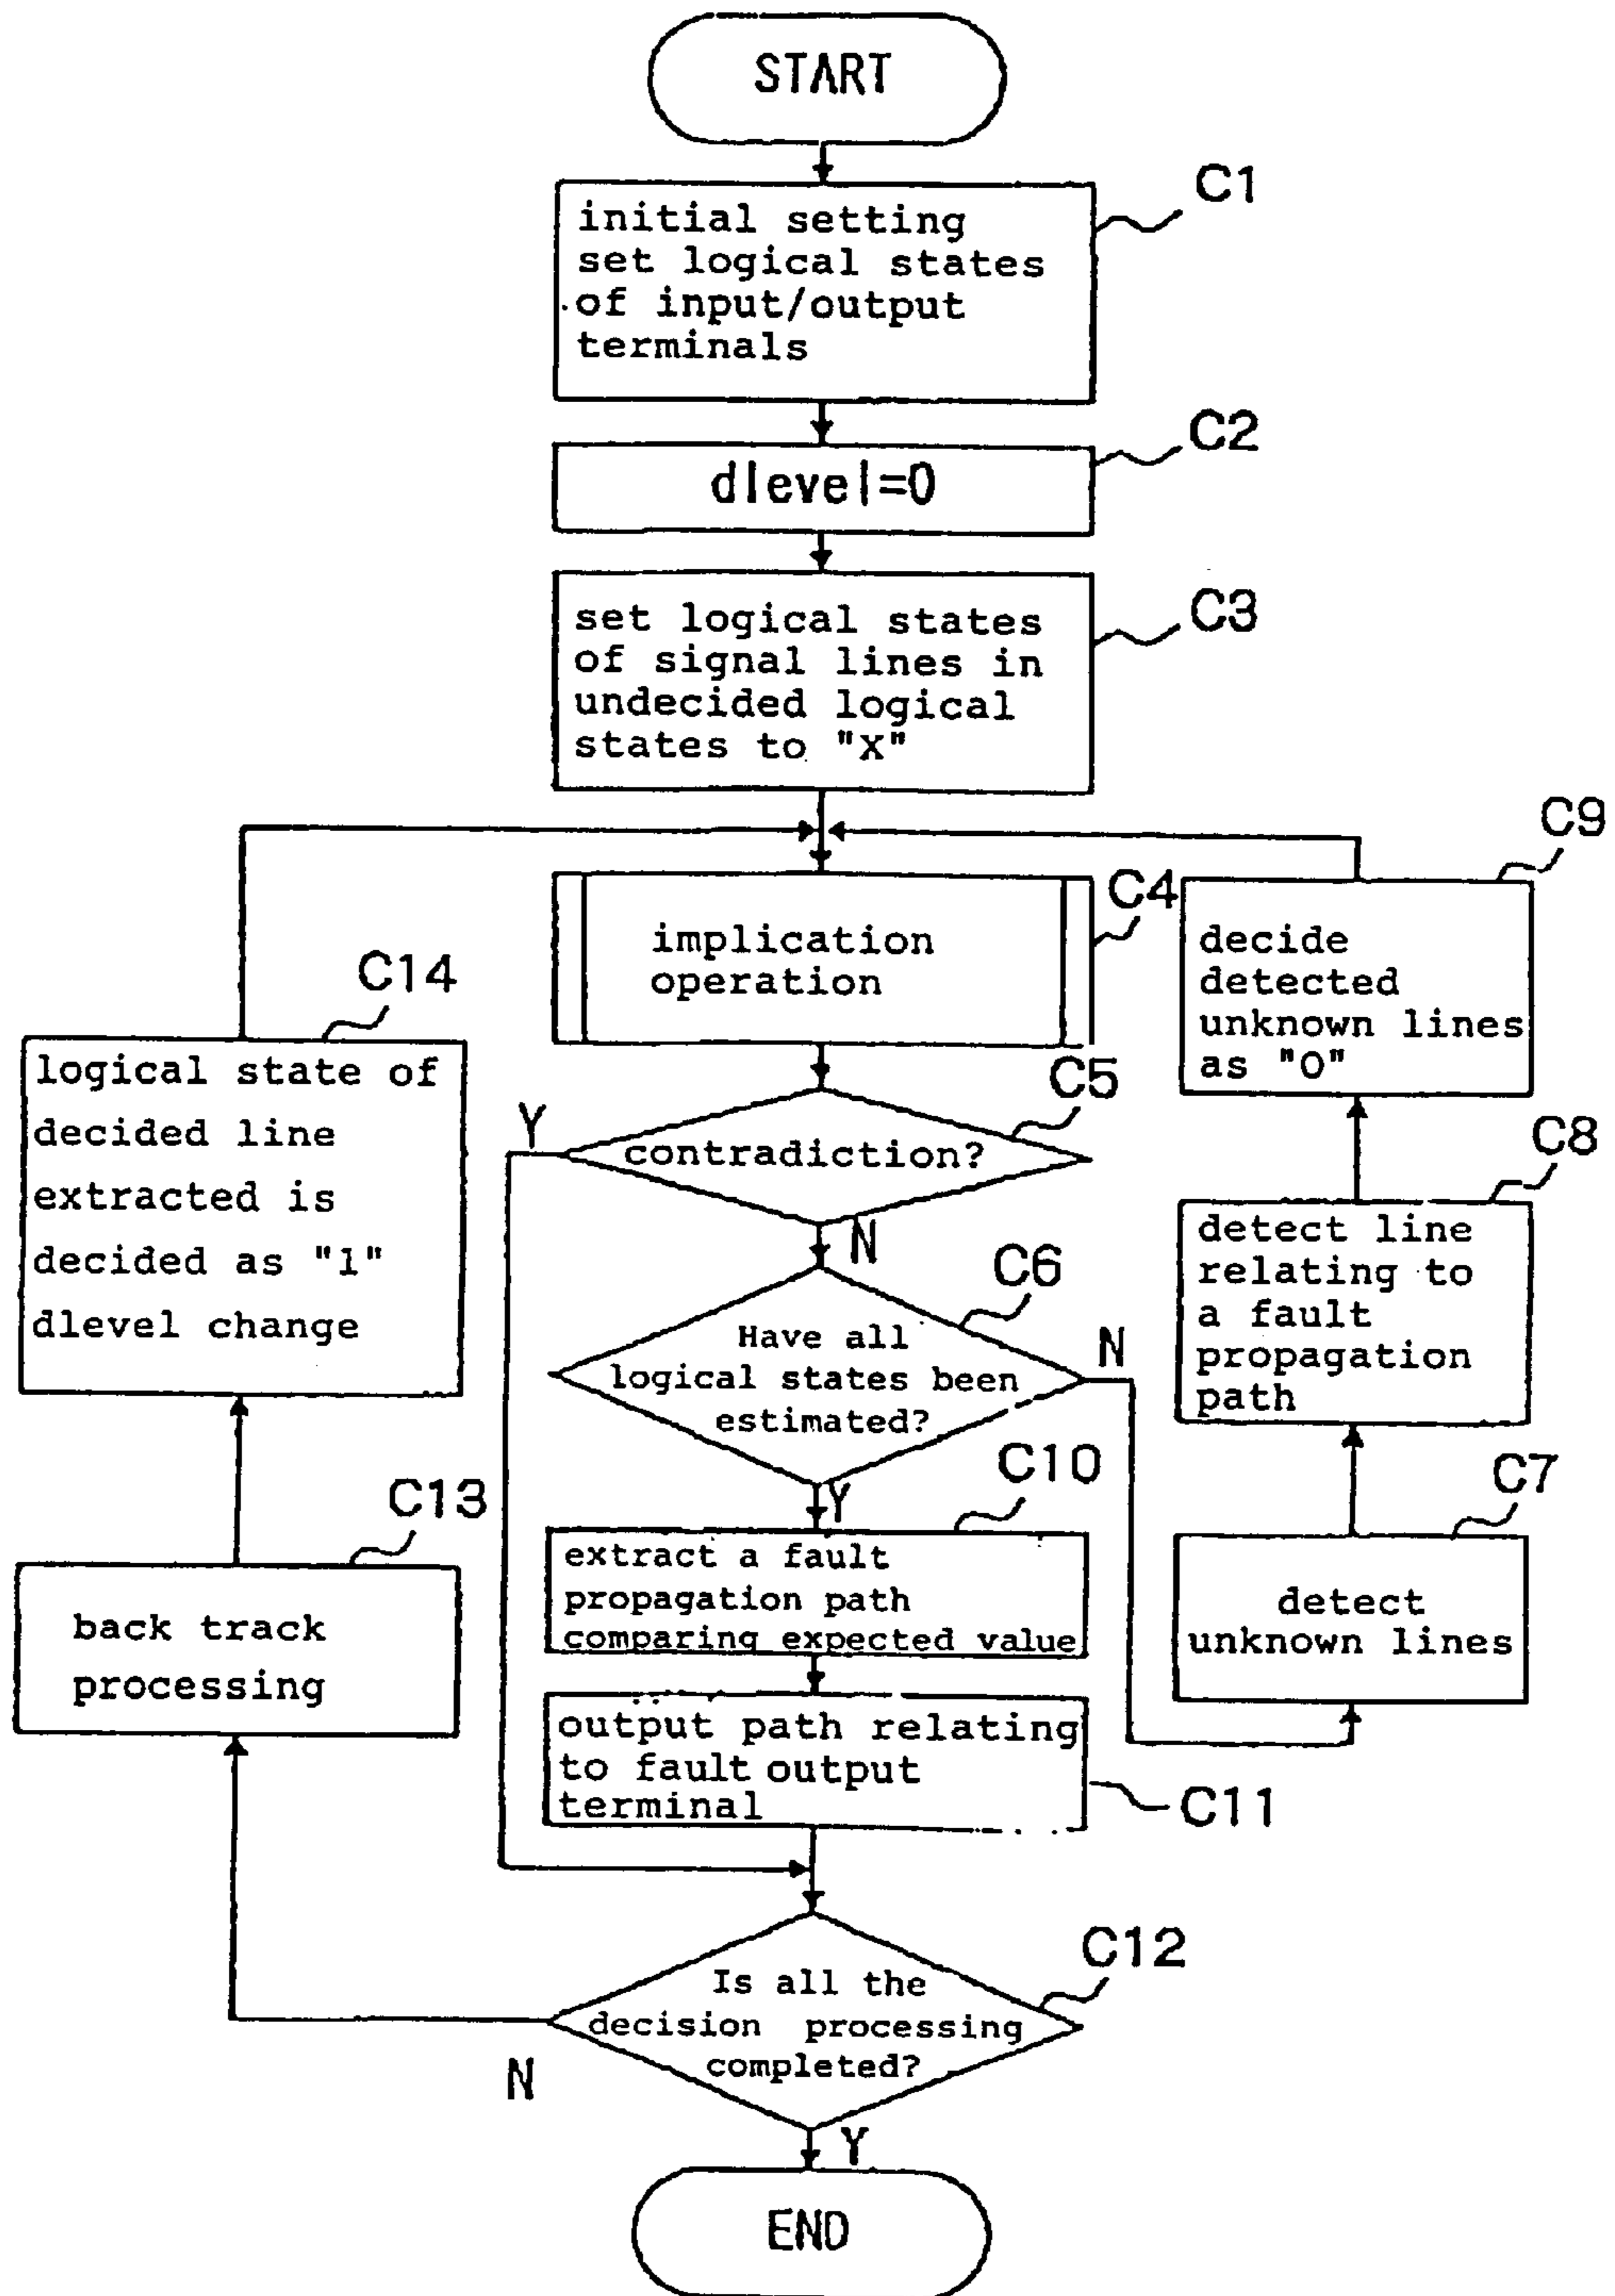 START
C1
initial setting
set logical states
of input/output
terminals
C2
dlevel=0
C3
set logical states
of signal lines in
undecided logical
states to "X"
C9
C4
implication
operation
decide
detected
unknown lines
as "0"
C14
logical state of
decided line
extracted is
decided as "1"
dlevel change
C5
Y
contradiction?
N
C8
detect line
relating to
a fault
propagation
path
C6
Have all
logical states been
estimated?
N
Y
C10
C7
detect
unknown lines
C13
back track
processing
extract a fault
propagation path
comparing expected value
output path relating
to fault output
terminal
C11
C12
Is all the
decision processing
completed?
N
Y
END